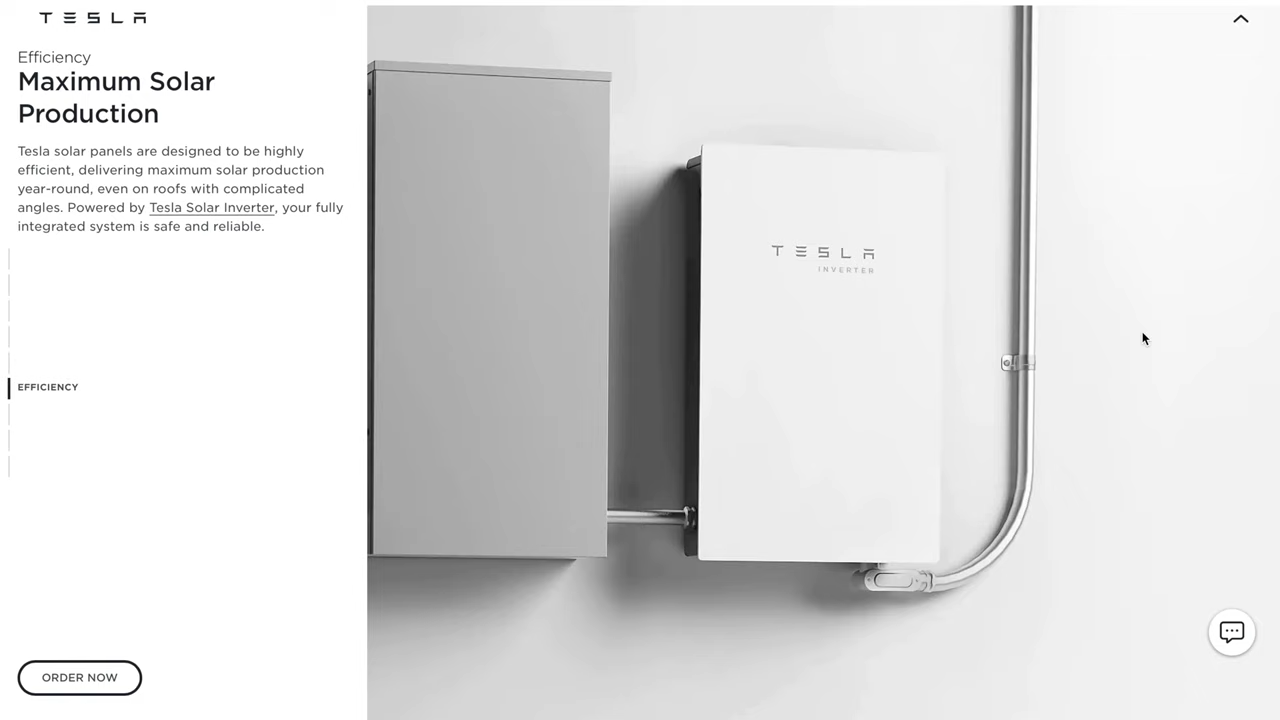 TESLA
Efficiency
Maximum Solar
Production
Tesla solar panels are designed to be highly
efficient, delivering maximum solar production
year-round, even on roofs with complicated
angles. Powered by Tesla Solar Inverter, your fully
integrated system is safe and reliable.
EFFICIENCY
ORDER NOW
TESLA
INVERTER